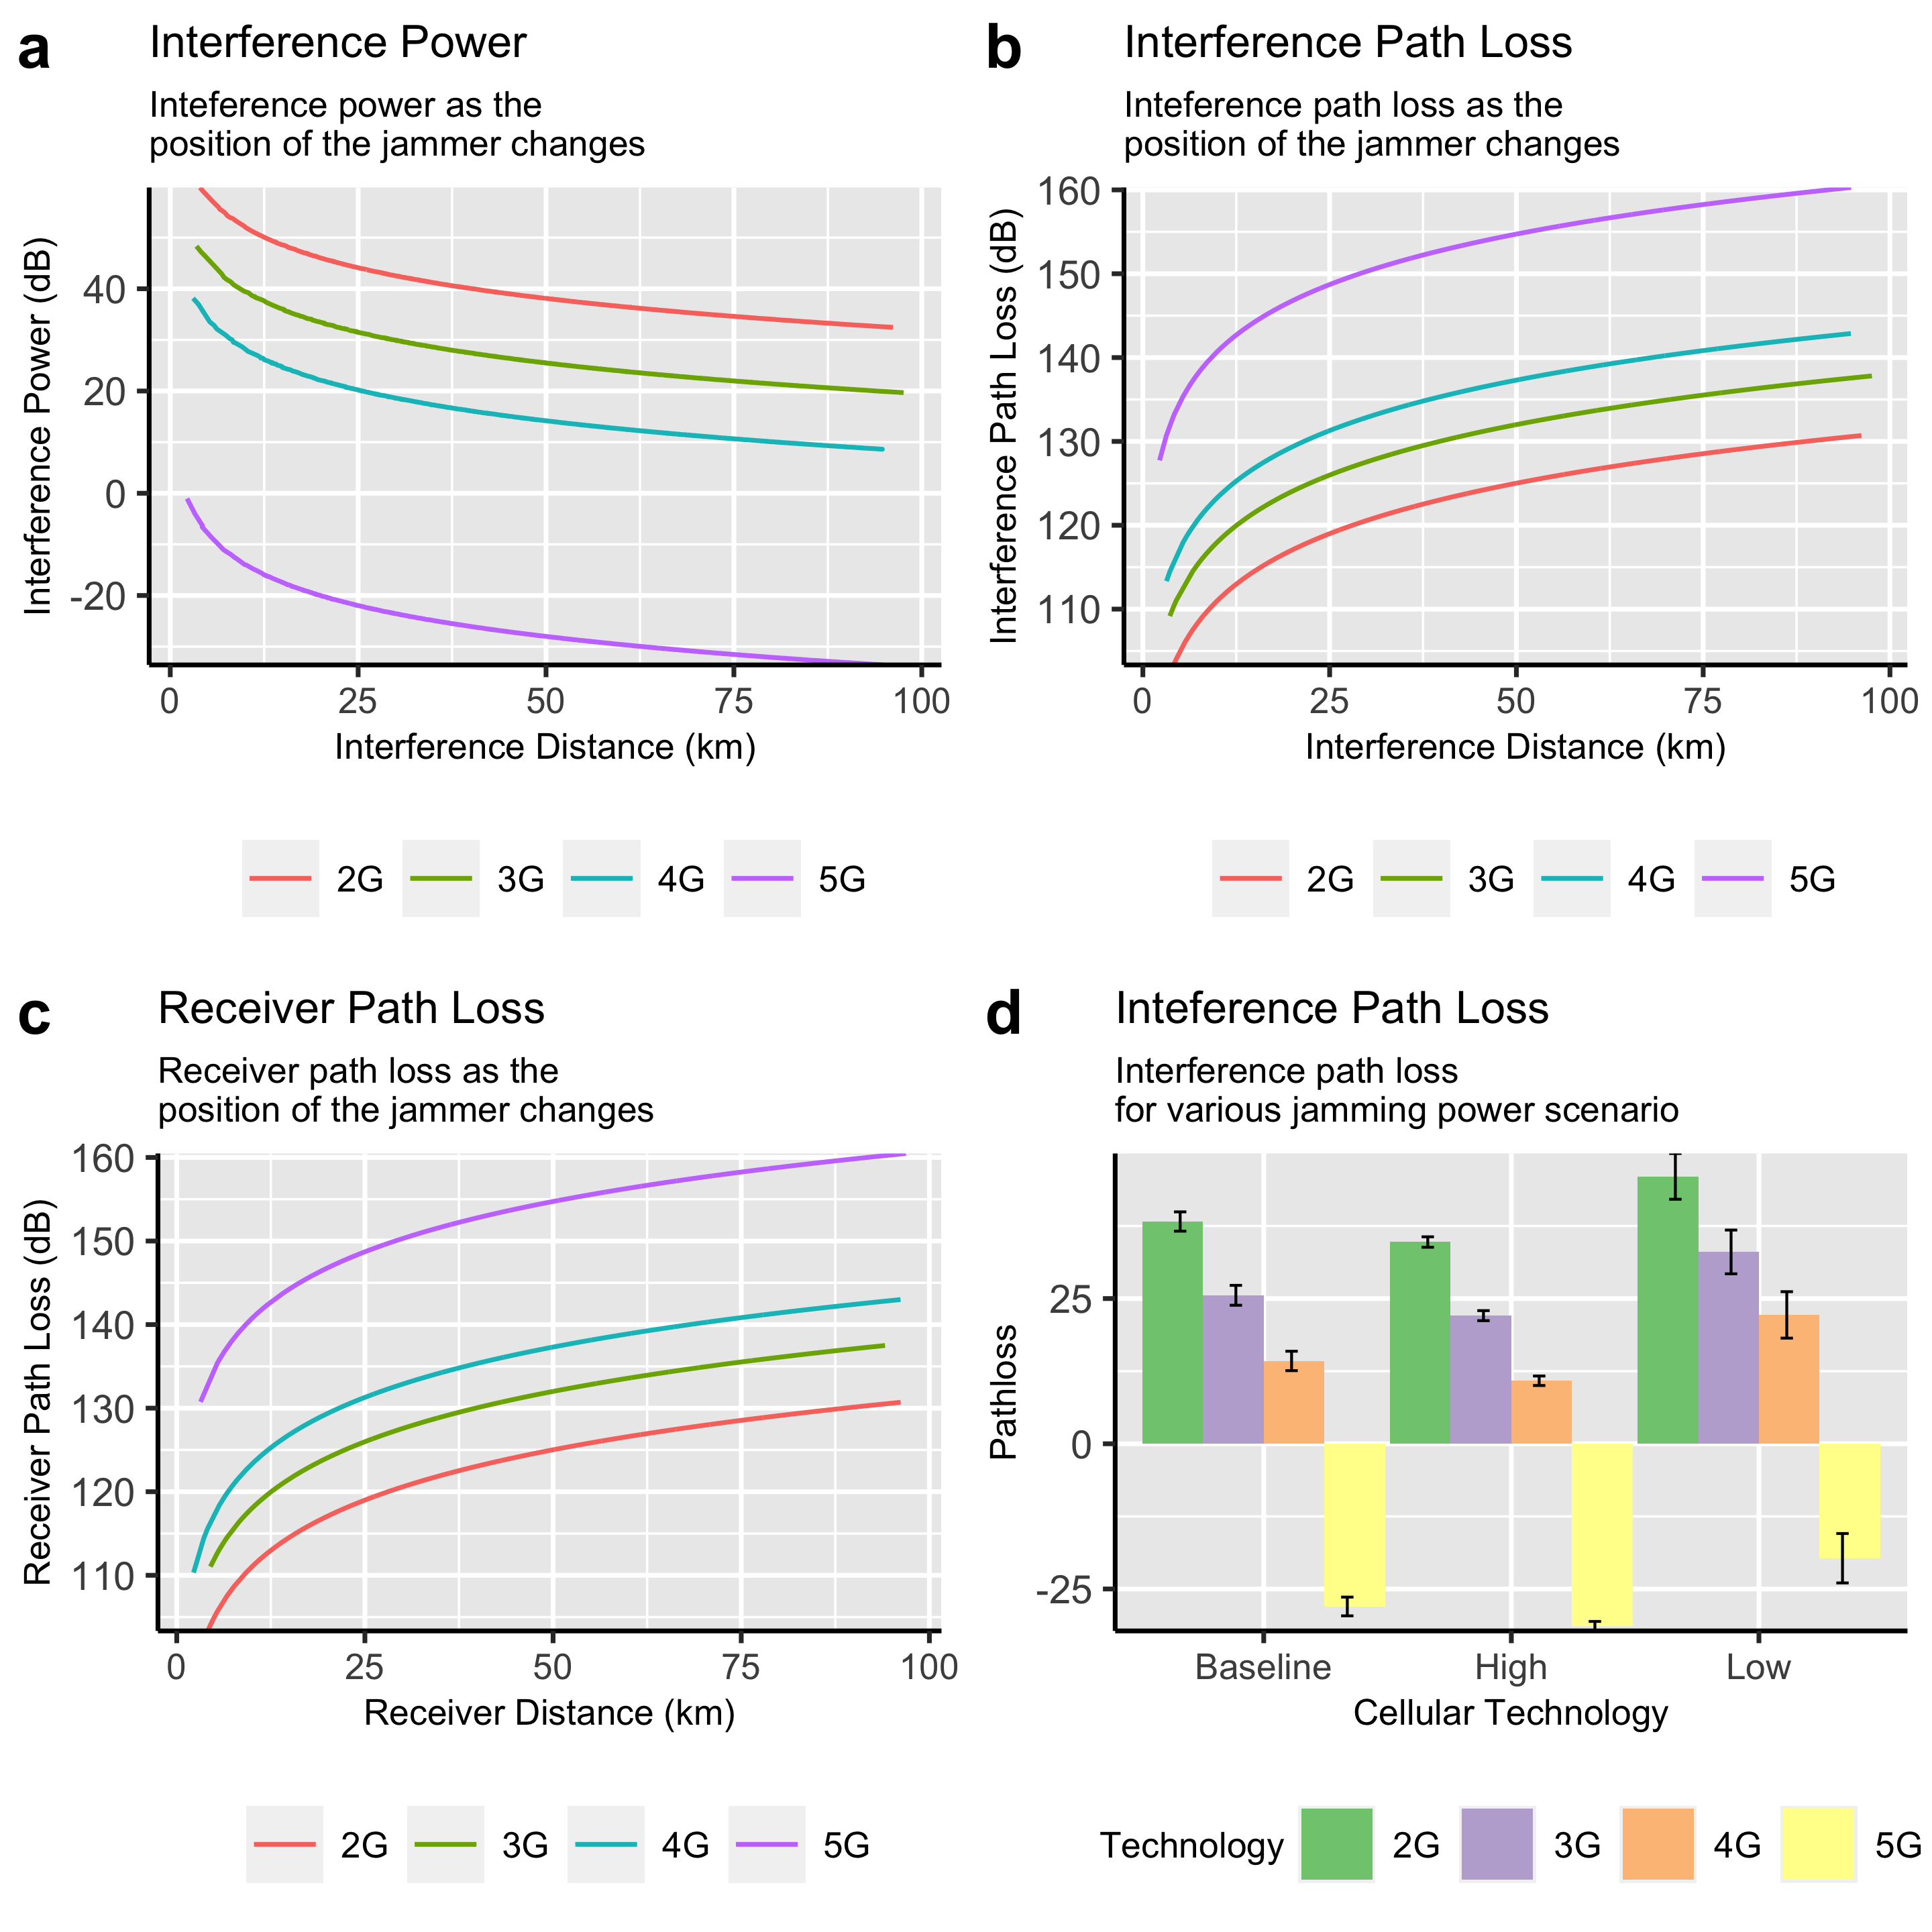 a
Interference Power
Inteference power as the
position of the jammer changes
Interference Power (dB)
40
20
0
-20
0 25 50 75 100
Interference Distance (km)
2G 3G 4G 5G
b
Interference Path Loss
Inteference path loss as the
position of the jammer changes
Interference Path Loss (dB)
160
150
140
130
120
110
0 25 50 75 100
Interference Distance (km)
2G 3G 4G 5G
c
Receiver Path Loss
Receiver path loss as the
position of the jammer changes
Receiver Path Loss (dB)
160
150
140
130
120
110
0 25 50 75 100
Receiver Distance (km)
2G 3G 4G 5G
d
Inteference Path Loss
Interference path loss
for various jamming power scenario
Pathloss
25
0
-25
Baseline High Low
Cellular Technology
Technology 2G 3G 4G 5G